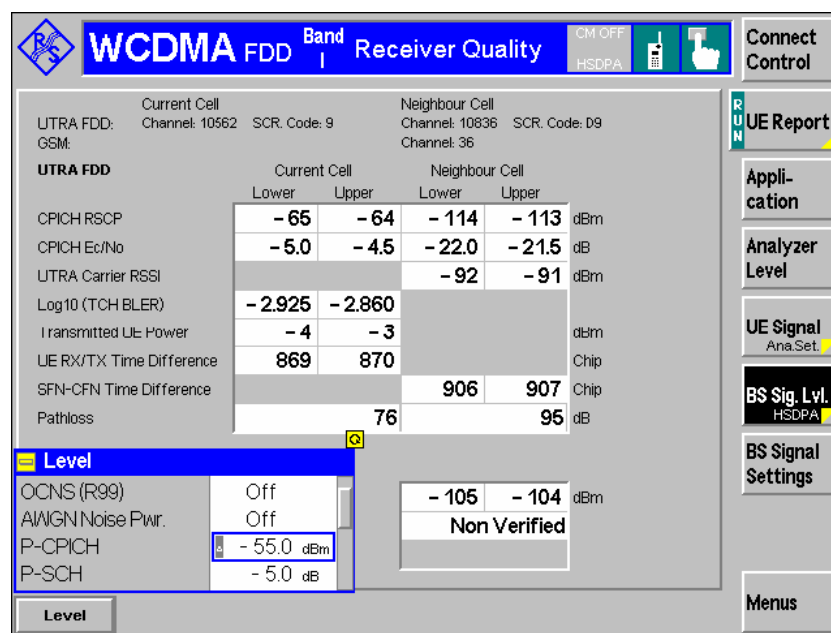 R&S WCDMA FDD Band I Receiver Quality CM OFF HSDPA
Connect Control
Current Cell Neighbour Cell
UTRA FDD: Channel: 10562 SCR. Code: 9 Channel: 10836 SCR. Code: D9
GSM: Channel: 36
RUN UE Report
UTRA FDD Current Cell Neighbour Cell
Lower Upper Lower Upper
Appli-
cation
CPICH RSCP - 65 - 64 - 114 - 113 dBm
CPICH Ec/No - 5.0 - 4.5 - 22.0 - 21.5 dB
Analyzer Level
UTRA Carrier RSSI - 92 - 91 dBm
Log10 (TCH BLER) - 2.925 - 2.860
Transmitted UE Power - 4 - 3 dBm
UE Signal
Ana.Set.
UE RX/TX Time Difference 869 870 Chip
SFN-CFN Time Difference 906 907 Chip
BS Sig. Lvl.
HSDPA
Pathloss 76 95 dB
BS Signal Settings
Level
OCNS (R99) Off
- 105 - 104 dBm
AWGN Noise Pwr. Off
Non Verified
P-CPICH - 55.0 dBm
P-SCH - 5.0 dB
Level
Menus